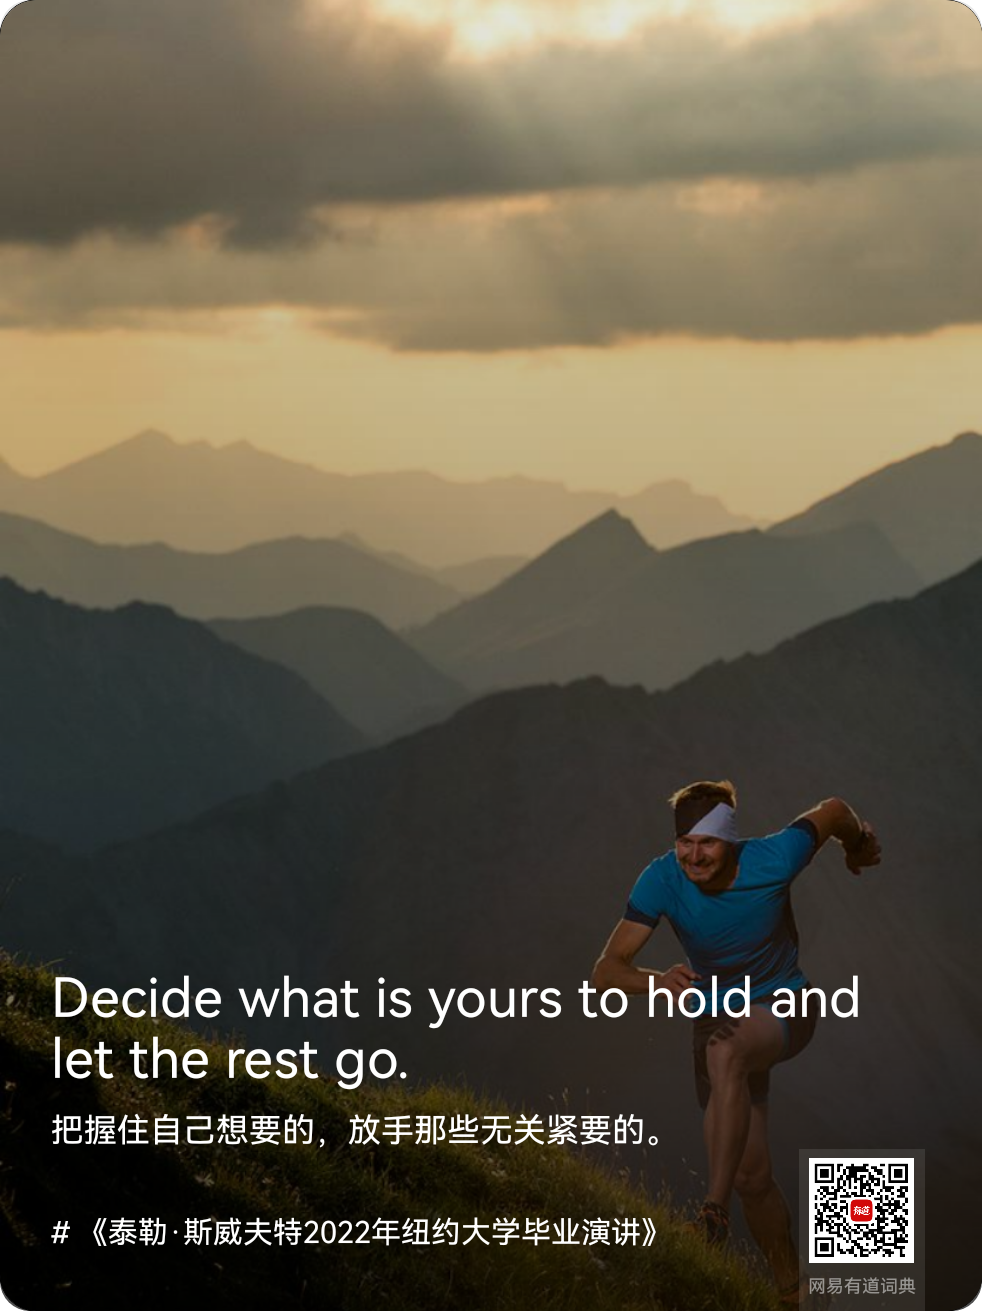 Decide what is yours to hold and
let the rest go.
把握住自己想要的，放手那些无关紧要的。
# 《泰勒·斯威夫特2022年纽约大学毕业演讲》
有道
网易有道词典